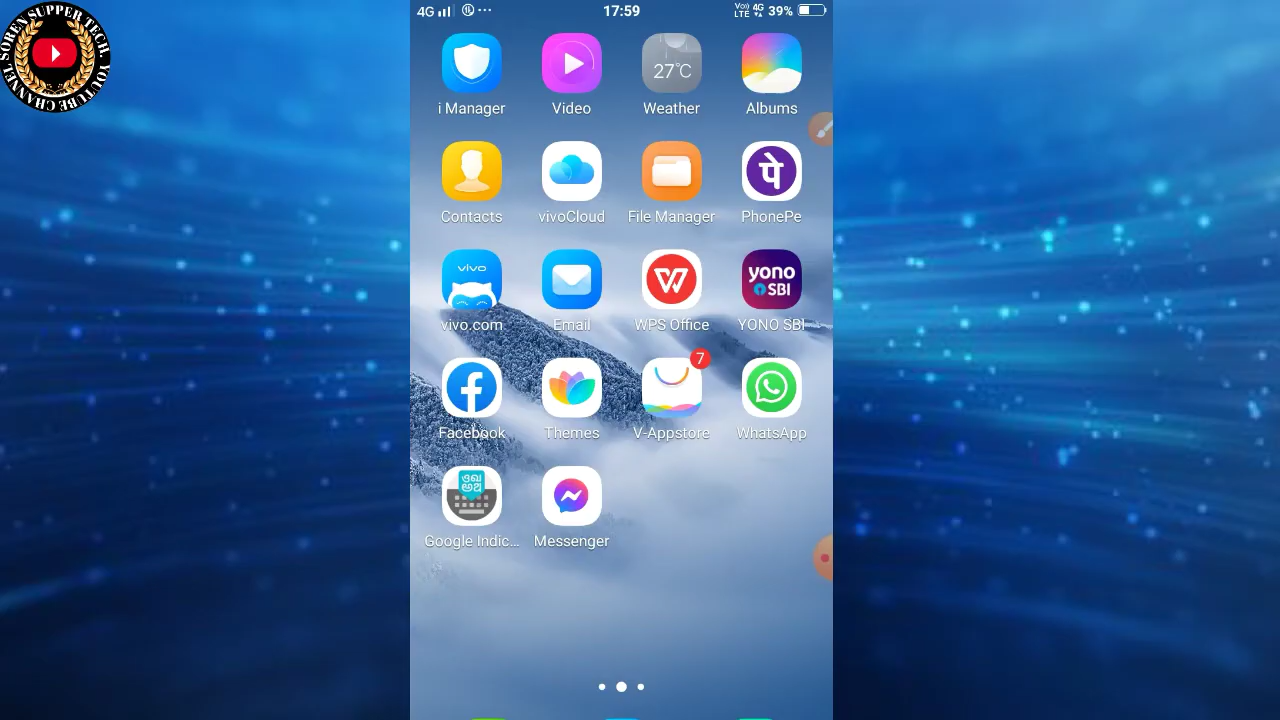 SOREN SUPPER TECH. YOUTUBE CHANNEL
4G 17:59 VoLTE 4G 39%
27°C
i Manager Video Weather Albums
पे
Contacts vivoCloud File Manager PhonePe
vivo yono SBI
vivo.com Email WPS Office YONO SBI
7
Facebook Themes V-Appstore WhatsApp
Google Indic... Messenger